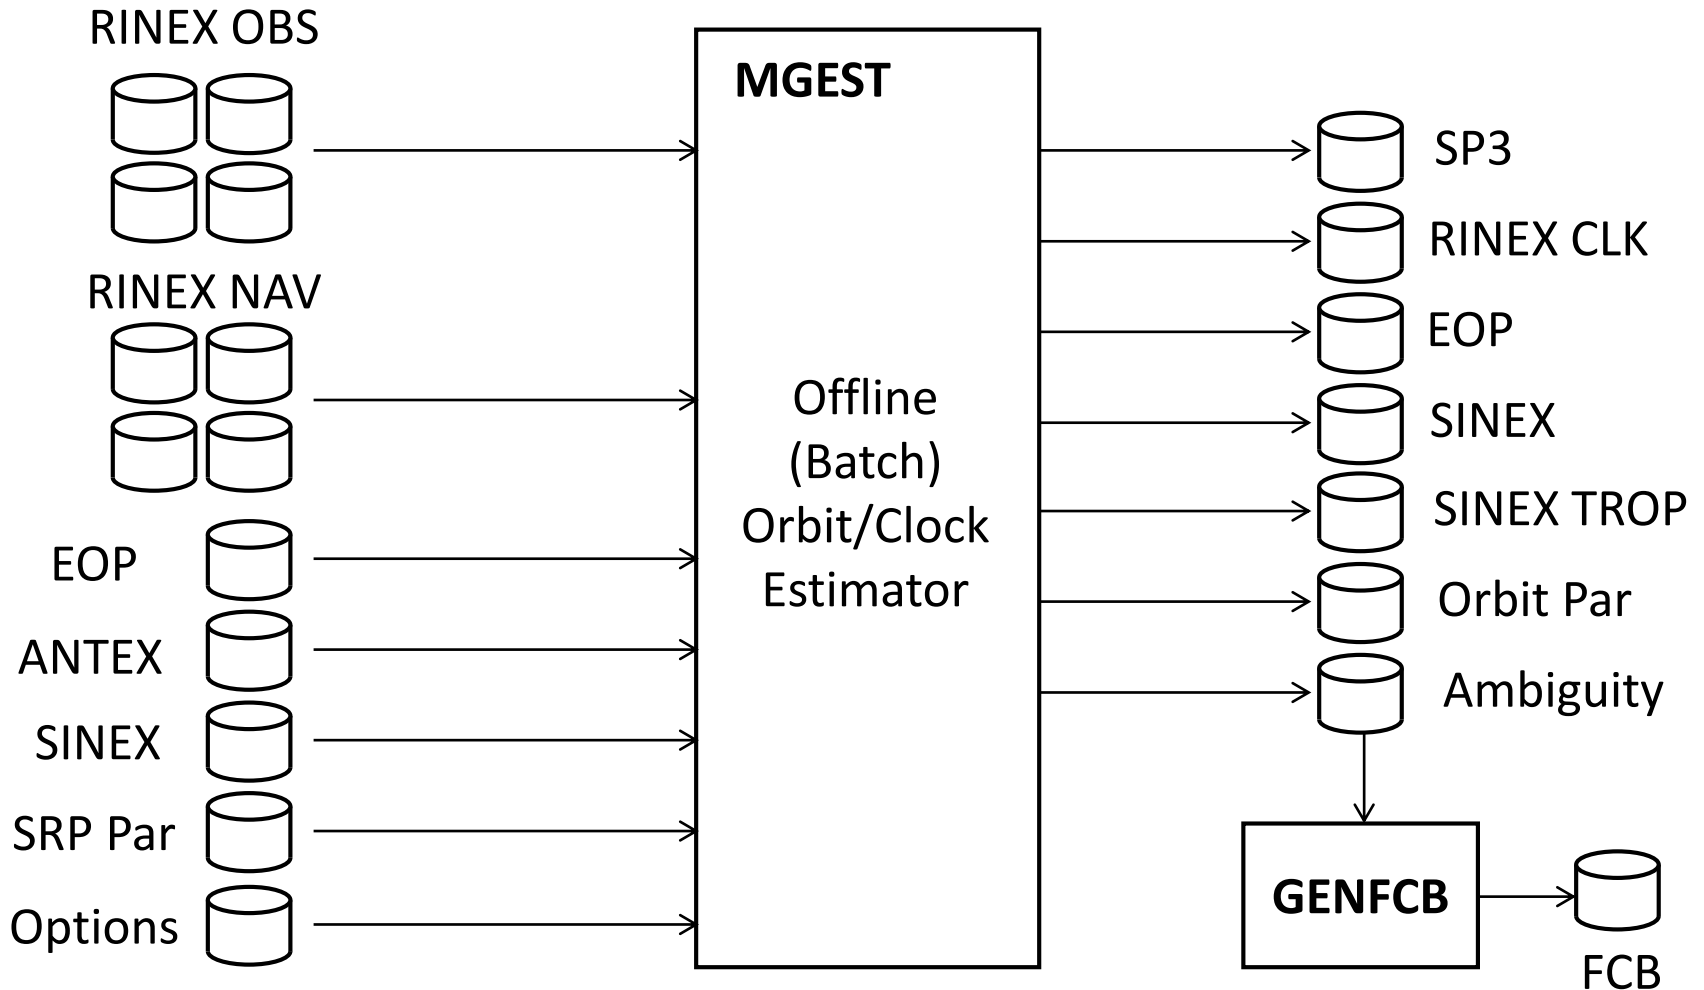 RINEX OBS
RINEX NAV
EOP
ANTEX
SINEX
SRP Par
Options
MGEST
Offline
(Batch)
Orbit/Clock
Estimator
SP3
RINEX CLK
EOP
SINEX
SINEX TROP
Orbit Par
Ambiguity
GENFCB
FCB